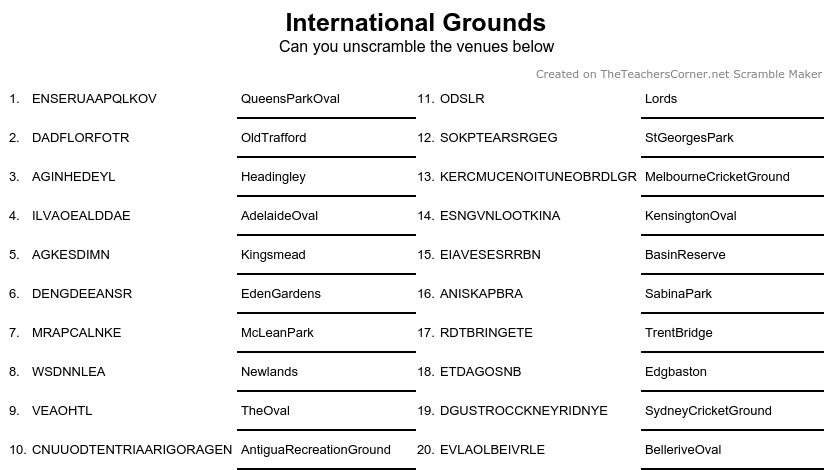 International Grounds
Can you unscramble the venues below
Created on TheTeachersCorner.net Scramble Maker
1. ENSERUAAPQLKOV QueensParkOval 11. ODSLR Lords
2. DADFLORFOTR OldTrafford 12. SOKPTEARSRGEG StGeorgesPark
3. AGINHEDEYL Headingley 13. KERCMUCENOITUNEOBRDLGR MelbourneCricketGround
4. ILVAOEALDDAE AdelaideOval 14. ESNGVNLOOTKINA KensingtonOval
5. AGKESDIMN Kingsmead 15. EIAVESESRRBN BasinReserve
6. DENGDEEANSR EdenGardens 16. ANISKAPBRA SabinaPark
7. MRAPCALNKE McLeanPark 17. RDTBRINGETE TrentBridge
8. WSDNNLEA Newlands 18. ETDAGOSNB Edgbaston
9. VEAOHTL TheOval 19. DGUSTROCCKNEYRIDNYE SydneyCricketGround
10. CNUUODTENTRIAARIGORAGEN AntiguaRecreationGround 20. EVLAOLBEIVRLE BelleriveOval